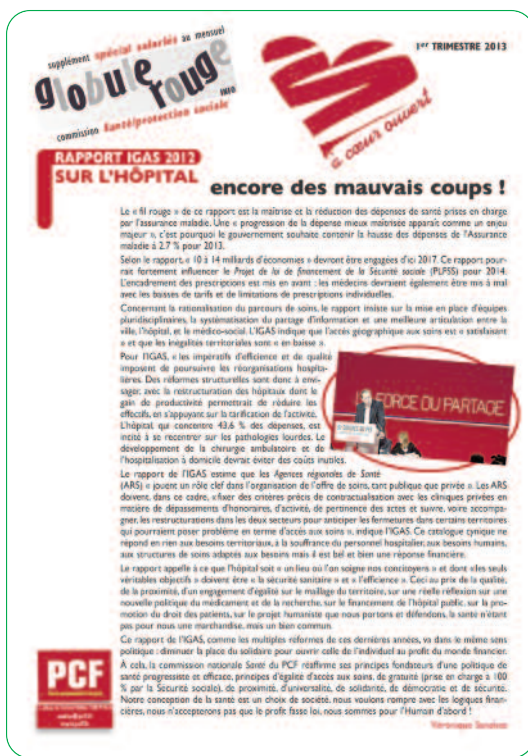 supplément spécial salariés au mensuel
globule rouge
INFO
commission Santé/protection sociale
1er TRIMESTRE 2013
à cœur ouvert
RAPPORT IGAS 2012
SUR L'HÔPITAL
encore des mauvais coups !
Le « fil rouge » de ce rapport est la maîtrise et la réduction des dépenses de santé prises en charge
par l'assurance maladie. Une « progression de la dépense mieux maîtrisée apparaît comme un enjeu
majeur », c'est pourquoi le gouvernement souhaite contenir la hausse des dépenses de l'Assurance
maladie à 2.7 % pour 2013.
Selon le rapport, « 10 à 14 milliards d'économies » devront être engagées d'ici 2017. Ce rapport pour-
rait fortement influencer le Projet de loi de financement de la Sécurité sociale (PLFSS) pour 2014.
L'encadrement des prescriptions est mis en avant : les médecins devraient également être mis à mal
avec les baisses de tarifs et de limitations de prescriptions individuelles.
Concernant la rationalisation du parcours de soins, le rapport insiste sur la mise en place d'équipes
pluridisciplinaires, la systématisation du partage d'information et une meilleure articulation entre la
ville, l'hôpital, et le médico-social. L'IGAS indique que l'accès géographique aux soins est « satisfaisant
» et que les inégalités territoriales sont « en baisse ».
Pour l'IGAS, « les impératifs d'efficience et de qualité
imposent de poursuivre les réorganisations hospita-
lières. Des réformes structurelles sont donc à envi-
sager, avec la restructuration des hôpitaux dont le
gain de productivité permettrait de réduire les
effectifs, en s'appuyant sur la tarification de l'activité.
L'hôpital, qui concentre 43,6 % des dépenses, est
incité à se recentrer sur les pathologies lourdes. Le
développement de la chirurgie ambulatoire et de
l'hospitalisation à domicile devrait éviter des coûts inutiles.
FORCE DU PARTAGE
Le rapport de l'IGAS estime que les Agences régionales de Santé
(ARS) « jouent un rôle clef dans l'organisation de l'offre de soins, tant publique que privée ». Les ARS
doivent, dans ce cadre, «fixer des critères précis de contractualisation avec les cliniques privées en
matière de dépassements d'honoraires, d'activité, de pertinence des actes et suivre, voire accompa-
gner, les restructurations dans les deux secteurs pour anticiper les fermetures dans certains territoires
qui pourraient poser problème en terme d'accès aux soins », indique l'IGAS. Ce catalogue cynique ne
répond en rien aux besoins territoriaux, à la souffrance du personnel hospitalier, aux besoins humains,
aux structures de soins adaptés aux besoins mais il est bel et bien une réponse financière.
Le rapport appelle à ce que l'hôpital soit « un lieu où l'on soigne nos concitoyens » et dont «les seuls
véritables objectifs » doivent être « la sécurité sanitaire » et « l'efficience ». Ceci au prix de la qualité,
de la proximité, d'un engagement d'égalité sur le maillage du territoire, sur une réelle réflexion sur une
nouvelle politique du médicament et de la recherche, sur le financement de l'hôpital public, sur la pro-
motion du droit des patients, sur le projet humaniste que nous portons et défendons, la santé n'étant
pas pour nous une marchandise, mais un bien commun.
Ce rapport de l'IGAS, comme les multiples réformes de ces dernières années, va dans le même sens
politique : diminuer la place du solidaire pour ouvrir celle de l'individuel au profit du monde financier.
À cela, la commission nationale Santé du PCF réaffirme ses principes fondateurs d'une politique de
santé progressiste et efficace, principes d'égalité d'accès aux soins, de gratuité (prise en charge à 100
% par la Sécurité sociale), de proximité, d'universalité, de solidarité, de démocratie et de sécurité.
Notre conception de la santé est un choix de société, nous voulons rompre avec les logiques finan-
cières, nous n'accepterons pas que le profit fasse loi, nous sommes pour l'Humain d'abord !
PCF